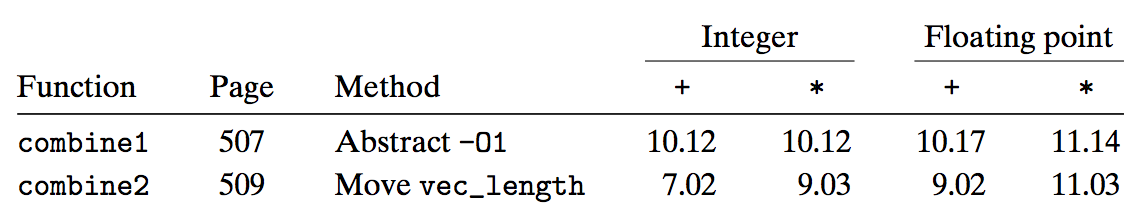 Integer Floating point
Function Page Method + * + *
combine1 507 Abstract -O1 10.12 10.12 10.17 11.14
combine2 509 Move vec_length 7.02 9.03 9.02 11.03